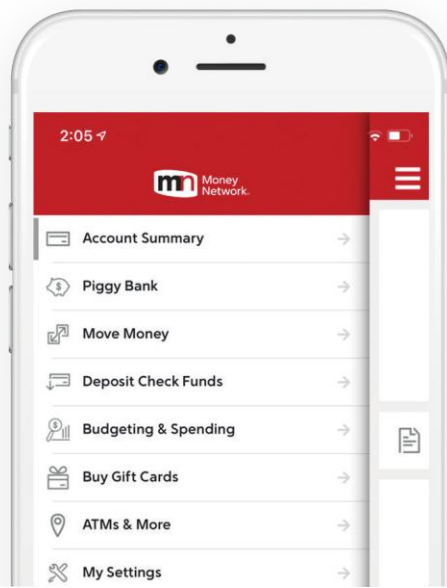 2:05
mn Money
Network.
Account Summary
Piggy Bank
Move Money
Deposit Check Funds
Budgeting & Spending
Buy Gift Cards
ATMs & More
My Settings